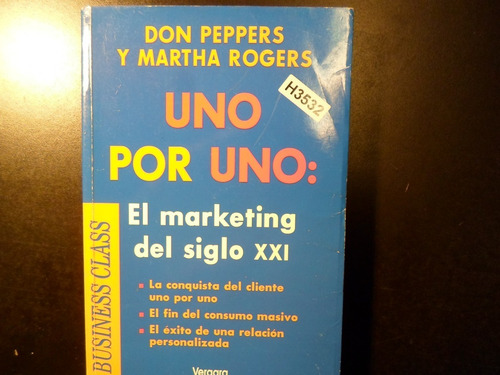 DON PEPPERS
Y MARTHA ROGERS
H3532
UNO
POR UNO:
El marketing
del siglo XXI
BUSINESS CLASS
▪ La conquista del cliente
uno por uno
▪ El fin del consumo masivo
▪ El éxito de una relación
personalizada
Vergara